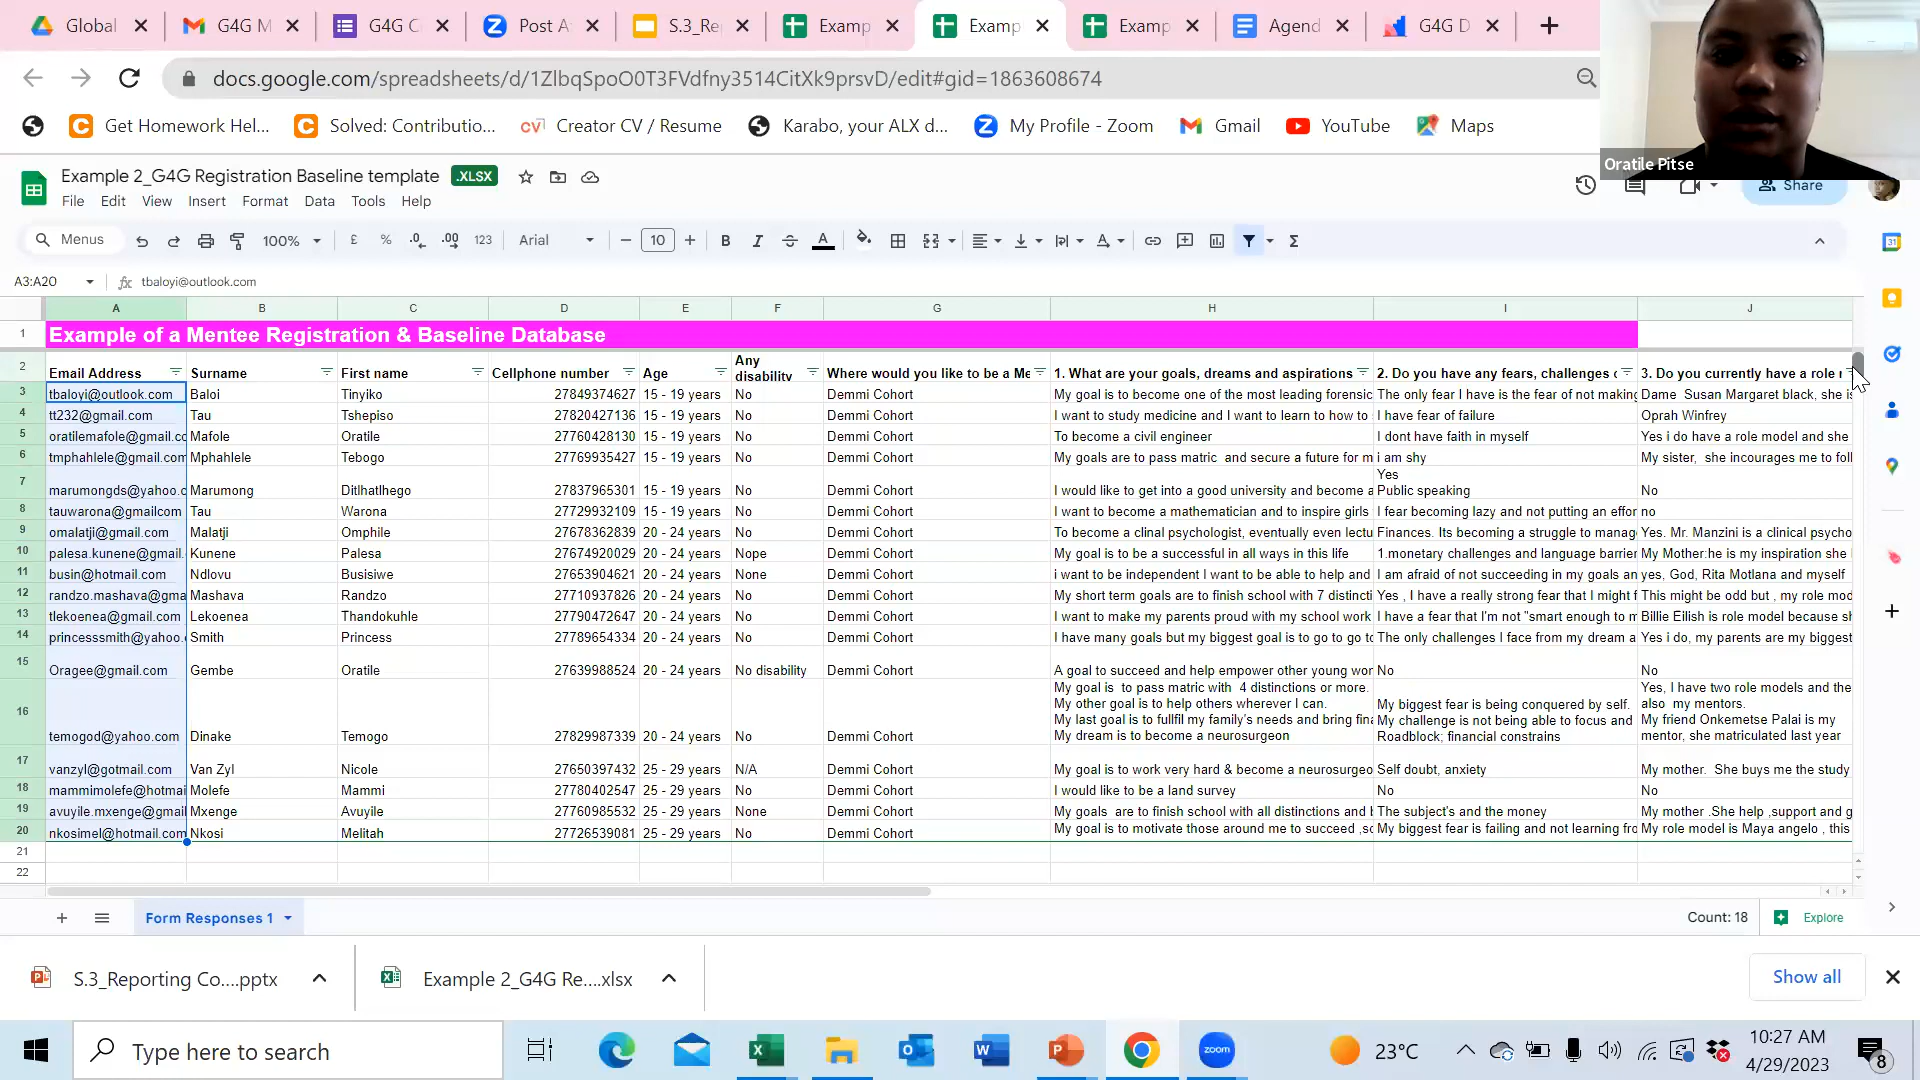 Global
G4G M
G4G C
Post A
S.3_Re
Examp
Examp
Examp
Agend
G4G D
docs.google.com/spreadsheets/d/1ZlbqSpoO0T3FVdfny3514CitXk9prsvD/edit#gid=1863608674
Get Homework Hel...
Solved: Contributio...
Creator CV / Resume
Karabo, your ALX d...
My Profile - Zoom
Gmail
YouTube
Maps
Oratile Pitse
Example 2_G4G Registration Baseline template .XLSX
File Edit View Insert Format Data Tools Help
Share
Menus 100% £ % .0 .00 123 Arial 10 B I A
A3:A20 fx tbaloyi@outlook.com
A B C D E F G H I J
1 Example of a Mentee Registration & Baseline Database
2 Email Address Surname First name Cellphone number Age Any disability Where would you like to be a Me 1. What are your goals, dreams and aspirations 2. Do you have any fears, challenges 3. Do you currently have a role
3 tbaloyi@outlook.com Baloi Tinyiko 27849374627 15 - 19 years No Demmi Cohort My goal is to become one of the most leading forensic The only fear I have is the fear of not making Dame Susan Margaret black, she is
4 tt232@gmail.com Tau Tshepiso 27820427136 15 - 19 years No Demmi Cohort I want to study medicine and I want to learn how to I have fear of failure Oprah Winfrey
5 oratilemafole@gmail.co Mafole Oratile 27760428130 15 - 19 years No Demmi Cohort To become a civil engineer I dont have faith in myself Yes i do have a role model and she
6 tmphahlele@gmail.com Mphahlele Tebogo 27769935427 15 - 19 years No Demmi Cohort My goals are to pass matric and secure a future for m i am shy My sister, she incourages me to foll
7 marumongds@yahoo.c Marumong Ditlhatlhego 27837965301 15 - 19 years No Demmi Cohort I would like to get into a good university and become a Yes
Public speaking No
8 tauwarona@gmailcom Tau Warona 27729932109 15 - 19 years No Demmi Cohort I want to become a mathematician and to inspire girls I fear becoming lazy and not putting an effor no
9 omalatji@gmail.com Malatji Omphile 27678362839 20 - 24 years No Demmi Cohort To become a clinal psychologist, eventually even lectu Finances. Its becoming a struggle to manag Yes. Mr. Manzini is a clinical psycho
10 palesa.kunene@gmail. Kunene Palesa 27674920029 20 - 24 years Nope Demmi Cohort My goal is to be a successful in all ways in this life 1.monetary challenges and language barrier My Mother:he is my inspiration she
11 busin@hotmail.com Ndlovu Busisiwe 27653904621 20 - 24 years None Demmi Cohort i want to be independent I want to be able to help and I am afraid of not succeeding in my goals an yes, God, Rita Motlana and myself
12 randzo.mashava@gma Mashava Randzo 27710937826 20 - 24 years No Demmi Cohort My short term goals are to finish school with 7 distincti Yes , I have a really strong fear that I might f This might be odd but , my role mod
13 tlekoenea@gmail.com Lekoenea Thandokuhle 27790472647 20 - 24 years No Demmi Cohort I want to make my parents proud with my school work I have a fear that I'm not "smart enough to m Billie Eilish is role model because sh
14 princesssmith@yahoo. Smith Princess 27789654334 20 - 24 years No Demmi Cohort I have many goals but my biggest goal is to go to go to The only challenges I face from my dream a Yes i do, my parents are my biggest
15 Oragee@gmail.com Gembe Oratile 27639988524 20 - 24 years No disability Demmi Cohort A goal to succeed and help empower other young wor No No
16 temogod@yahoo.com Dinake Temogo 27829987339 20 - 24 years No Demmi Cohort
My goal is to pass matric with 4 distinctions or more.
My other goal is to help others wherever I can.
My last goal is to fullfil my family's needs and bring fina
My dream is to become a neurosurgeon
My biggest fear is being conquered by self.
My challenge is not being able to focus and
Roadblock; financial constrains
Yes, I have two role models and the
also my mentors.
My friend Onkemetse Palai is my
mentor, she matriculated last year
17 vanzyl@gotmail.com Van Zyl Nicole 27650397432 25 - 29 years N/A Demmi Cohort My goal is to work very hard & become a neurosurgeo Self doubt, anxiety My mother. She buys me the study
18 mammimolefe@hotmai Molefe Mammi 27780402547 25 - 29 years No Demmi Cohort I would like to be a land survey No No
19 avuyile.mxenge@gmail Mxenge Avuyile 27760985532 25 - 29 years None Demmi Cohort My goals are to finish school with all distinctions and b The subject's and the money My mother .She help ,support and g
20 nkosimel@hotmail.com Nkosi Melitah 27726539081 25 - 29 years No Demmi Cohort My goal is to motivate those around me to succeed ,so My biggest fear is failing and not learning fro My role model is Maya angelo , this
21
22
Form Responses 1
Count: 18
Explore
S.3_Reporting Co....pptx
Example 2_G4G Re....xlsx
Show all
Type here to search
zoom
23°C
10:27 AM
4/29/2023
8